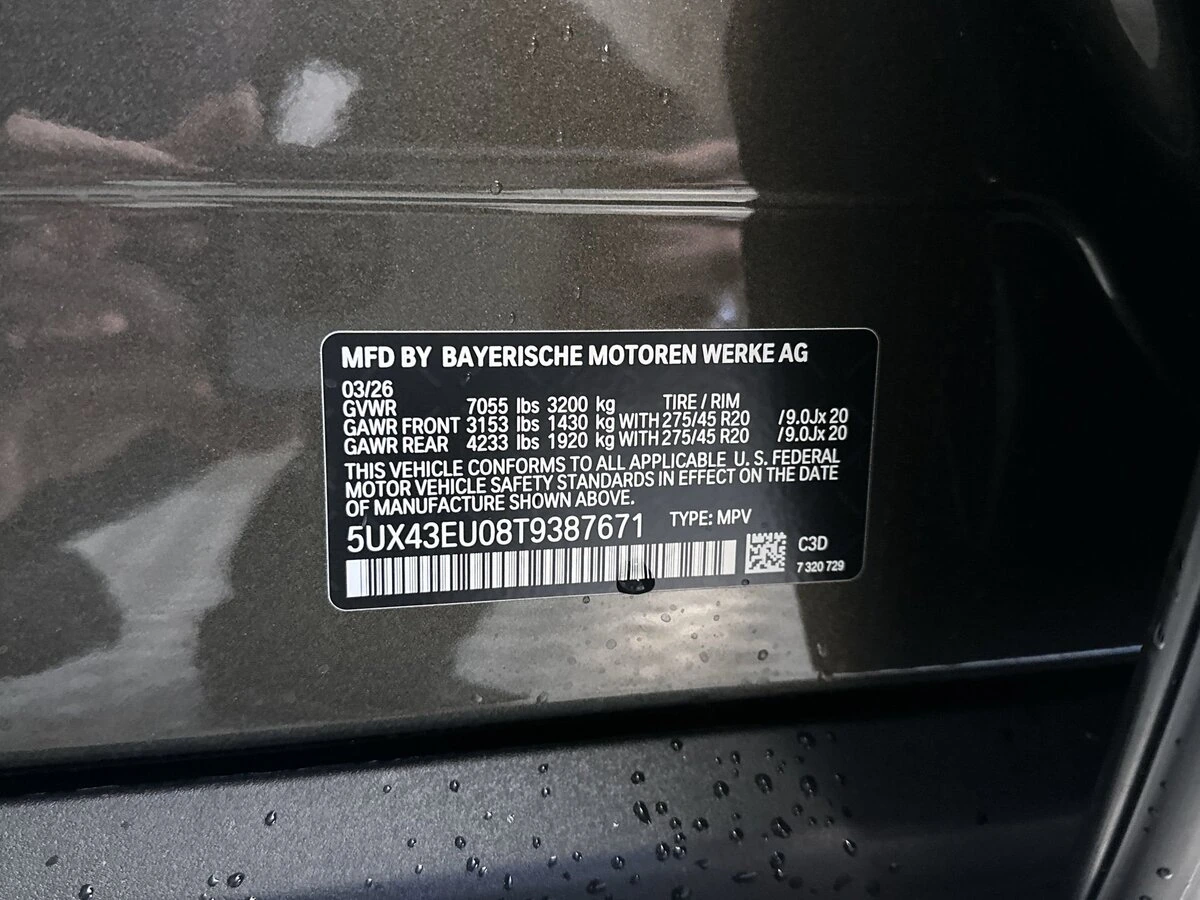 MFD BY BAYERISCHE MOTOREN WERKE AG
03/26
GVWR 7055 lbs 3200 kg TIRE / RIM
GAWR FRONT 3153 lbs 1430 kg WITH 275/45 R20 /9.0Jx 20
GAWR REAR 4233 lbs 1920 kg WITH 275/45 R20 /9.0Jx 20
THIS VEHICLE CONFORMS TO ALL APPLICABLE U. S. FEDERAL
MOTOR VEHICLE SAFETY STANDARDS IN EFFECT ON THE DATE
OF MANUFACTURE SHOWN ABOVE.
5UX43EU08T9387671 TYPE: MPV
C3D
7 320 729